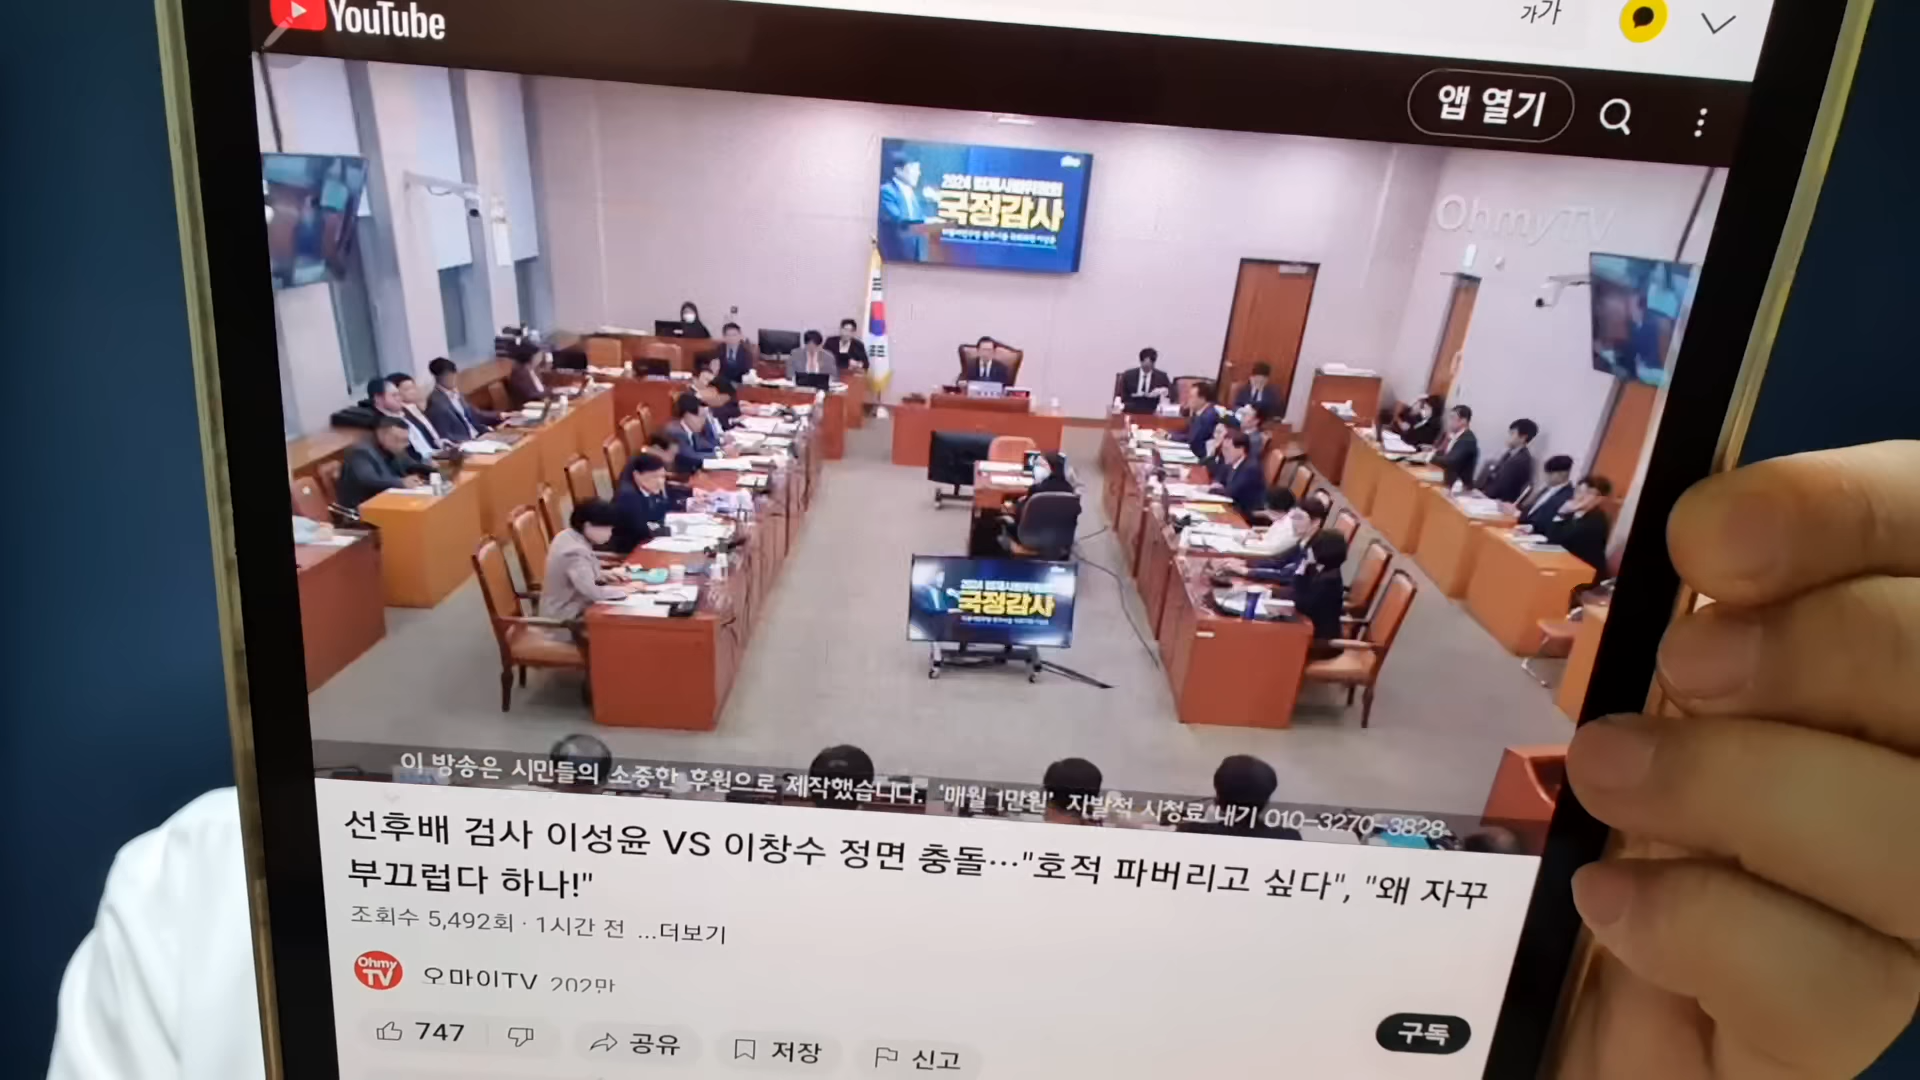 YouTube
가가
앱 열기
OhmyTV
2024 법제사법위원회
국정감사
2024 법제사법위원회
국정감사
이 방송은 시민들의 소중한 후원으로 제작했습니다. '매월 1만원' 자발적 시청료 내기 010-3270-3828
선후배 검사 이성윤 VS 이창수 정면 충돌…"호적 파버리고 싶다", "왜 자꾸
부끄럽다 하나!"
조회수 5,492회 · 1시간 전 ...더보기
Ohmy
TV
오마이TV 202만
구독
747
공유
저장
신고